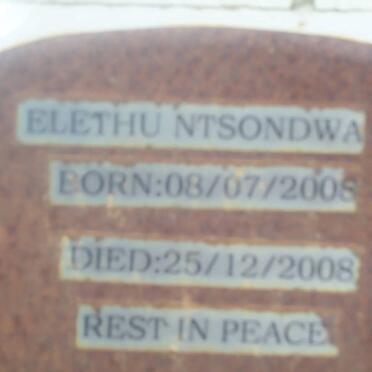 ELETHU NTSONDWA
BORN:08/07/2008
DIED:25/12/2008
REST IN PEACE